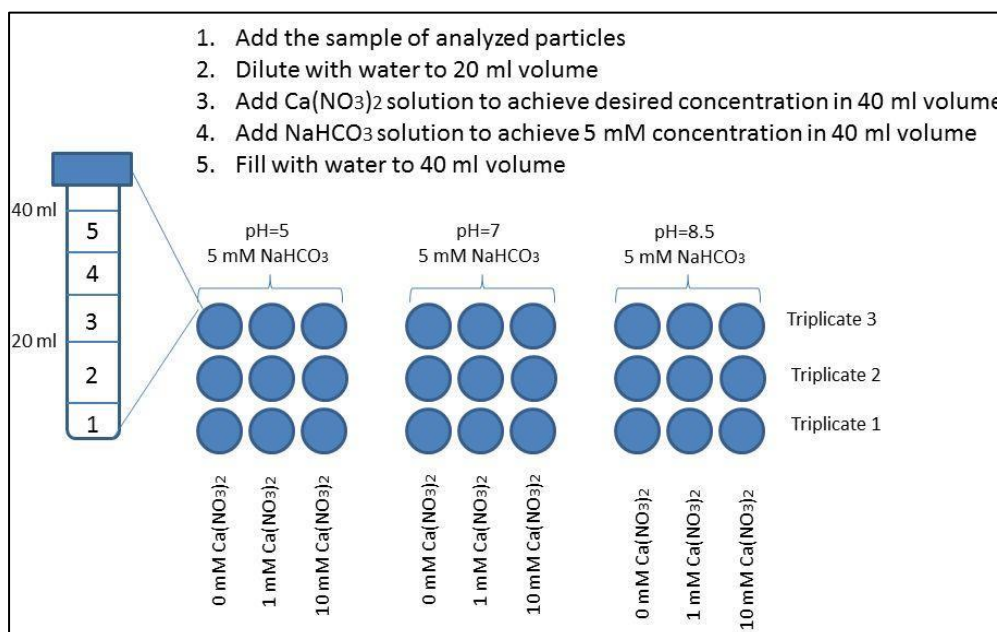 1. Add the sample of analyzed particles
2. Dilute with water to 20 ml volume
3. Add Ca(NO3)2 solution to achieve desired concentration in 40 ml volume
4. Add NaHCO3 solution to achieve 5 mM concentration in 40 ml volume
5. Fill with water to 40 ml volume
40 ml
5
4
3
20 ml
2
1
pH=5
5 mM NaHCO3
pH=7
5 mM NaHCO3
pH=8.5
5 mM NaHCO3
Triplicate 3
Triplicate 2
Triplicate 1
0 mM Ca(NO3)2
1 mM Ca(NO3)2
10 mM Ca(NO3)2
0 mM Ca(NO3)2
1 mM Ca(NO3)2
10 mM Ca(NO3)2
0 mM Ca(NO3)2
1 mM Ca(NO3)2
10 mM Ca(NO3)2